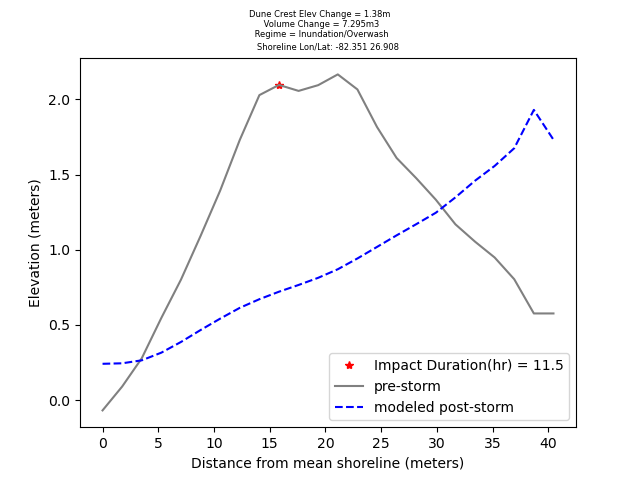 Dune Crest Elev Change = 1.38m
Volume Change = 7.295m3
Regime = Inundation/Overwash
Shoreline Lon/Lat: -82.351 26.908
2.0
1.5
1.0
0.5
0.0
Elevation (meters)
Impact Duration(hr) = 11.5
pre-storm
modeled post-storm
0 5 10 15 20 25 30 35 40
Distance from mean shoreline (meters)